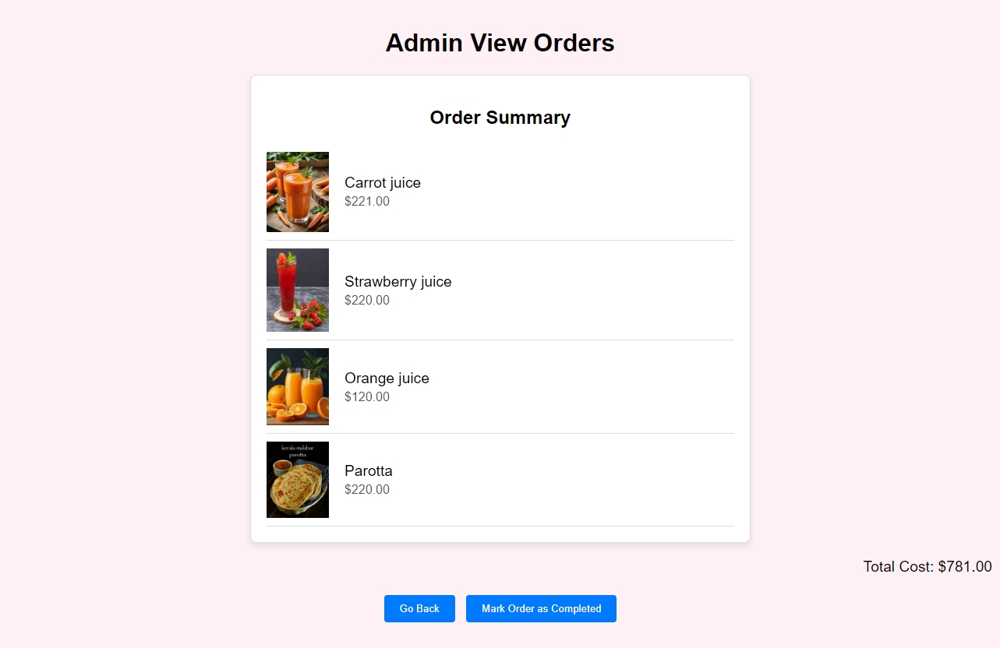 Admin View Orders
Order Summary
Carrot juice
$221.00
Strawberry juice
$220.00
Orange juice
$120.00
kerala malabar
parotta
Parotta
$220.00
Total Cost: $781.00
Go Back
Mark Order as Completed